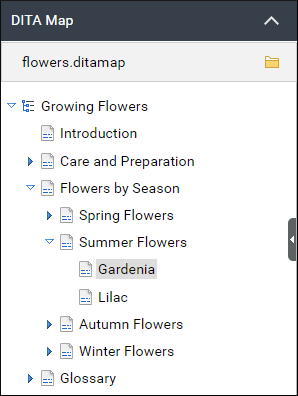 DITA Map
flowers.ditamap
Growing Flowers
Introduction
Care and Preparation
Flowers by Season
Spring Flowers
Summer Flowers
Gardenia
Lilac
Autumn Flowers
Winter Flowers
Glossary